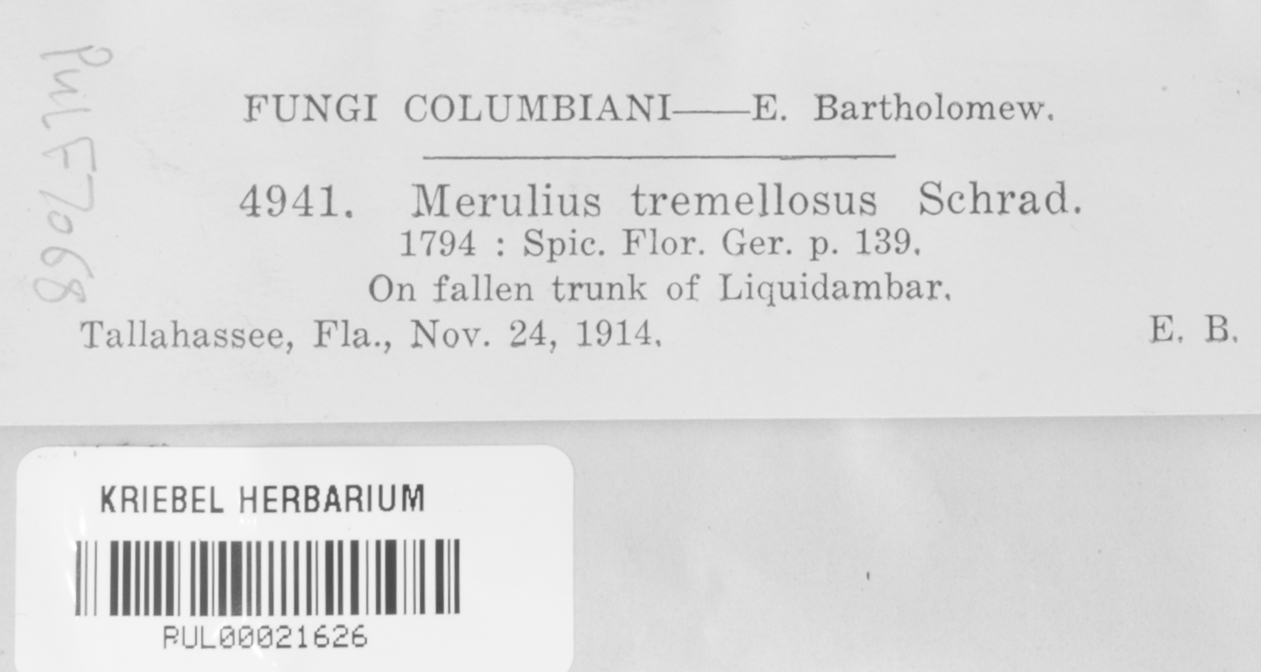 FUNGI COLUMBIANI——E. Bartholomew.
4941. Merulius tremellosus Schrad.
1794 : Spic. Flor. Ger. p. 139.
On fallen trunk of Liquidambar.
Tallahassee, Fla., Nov. 24, 1914. E. B.
Pul F7068
KRIEBEL HERBARIUM
PUL00021626